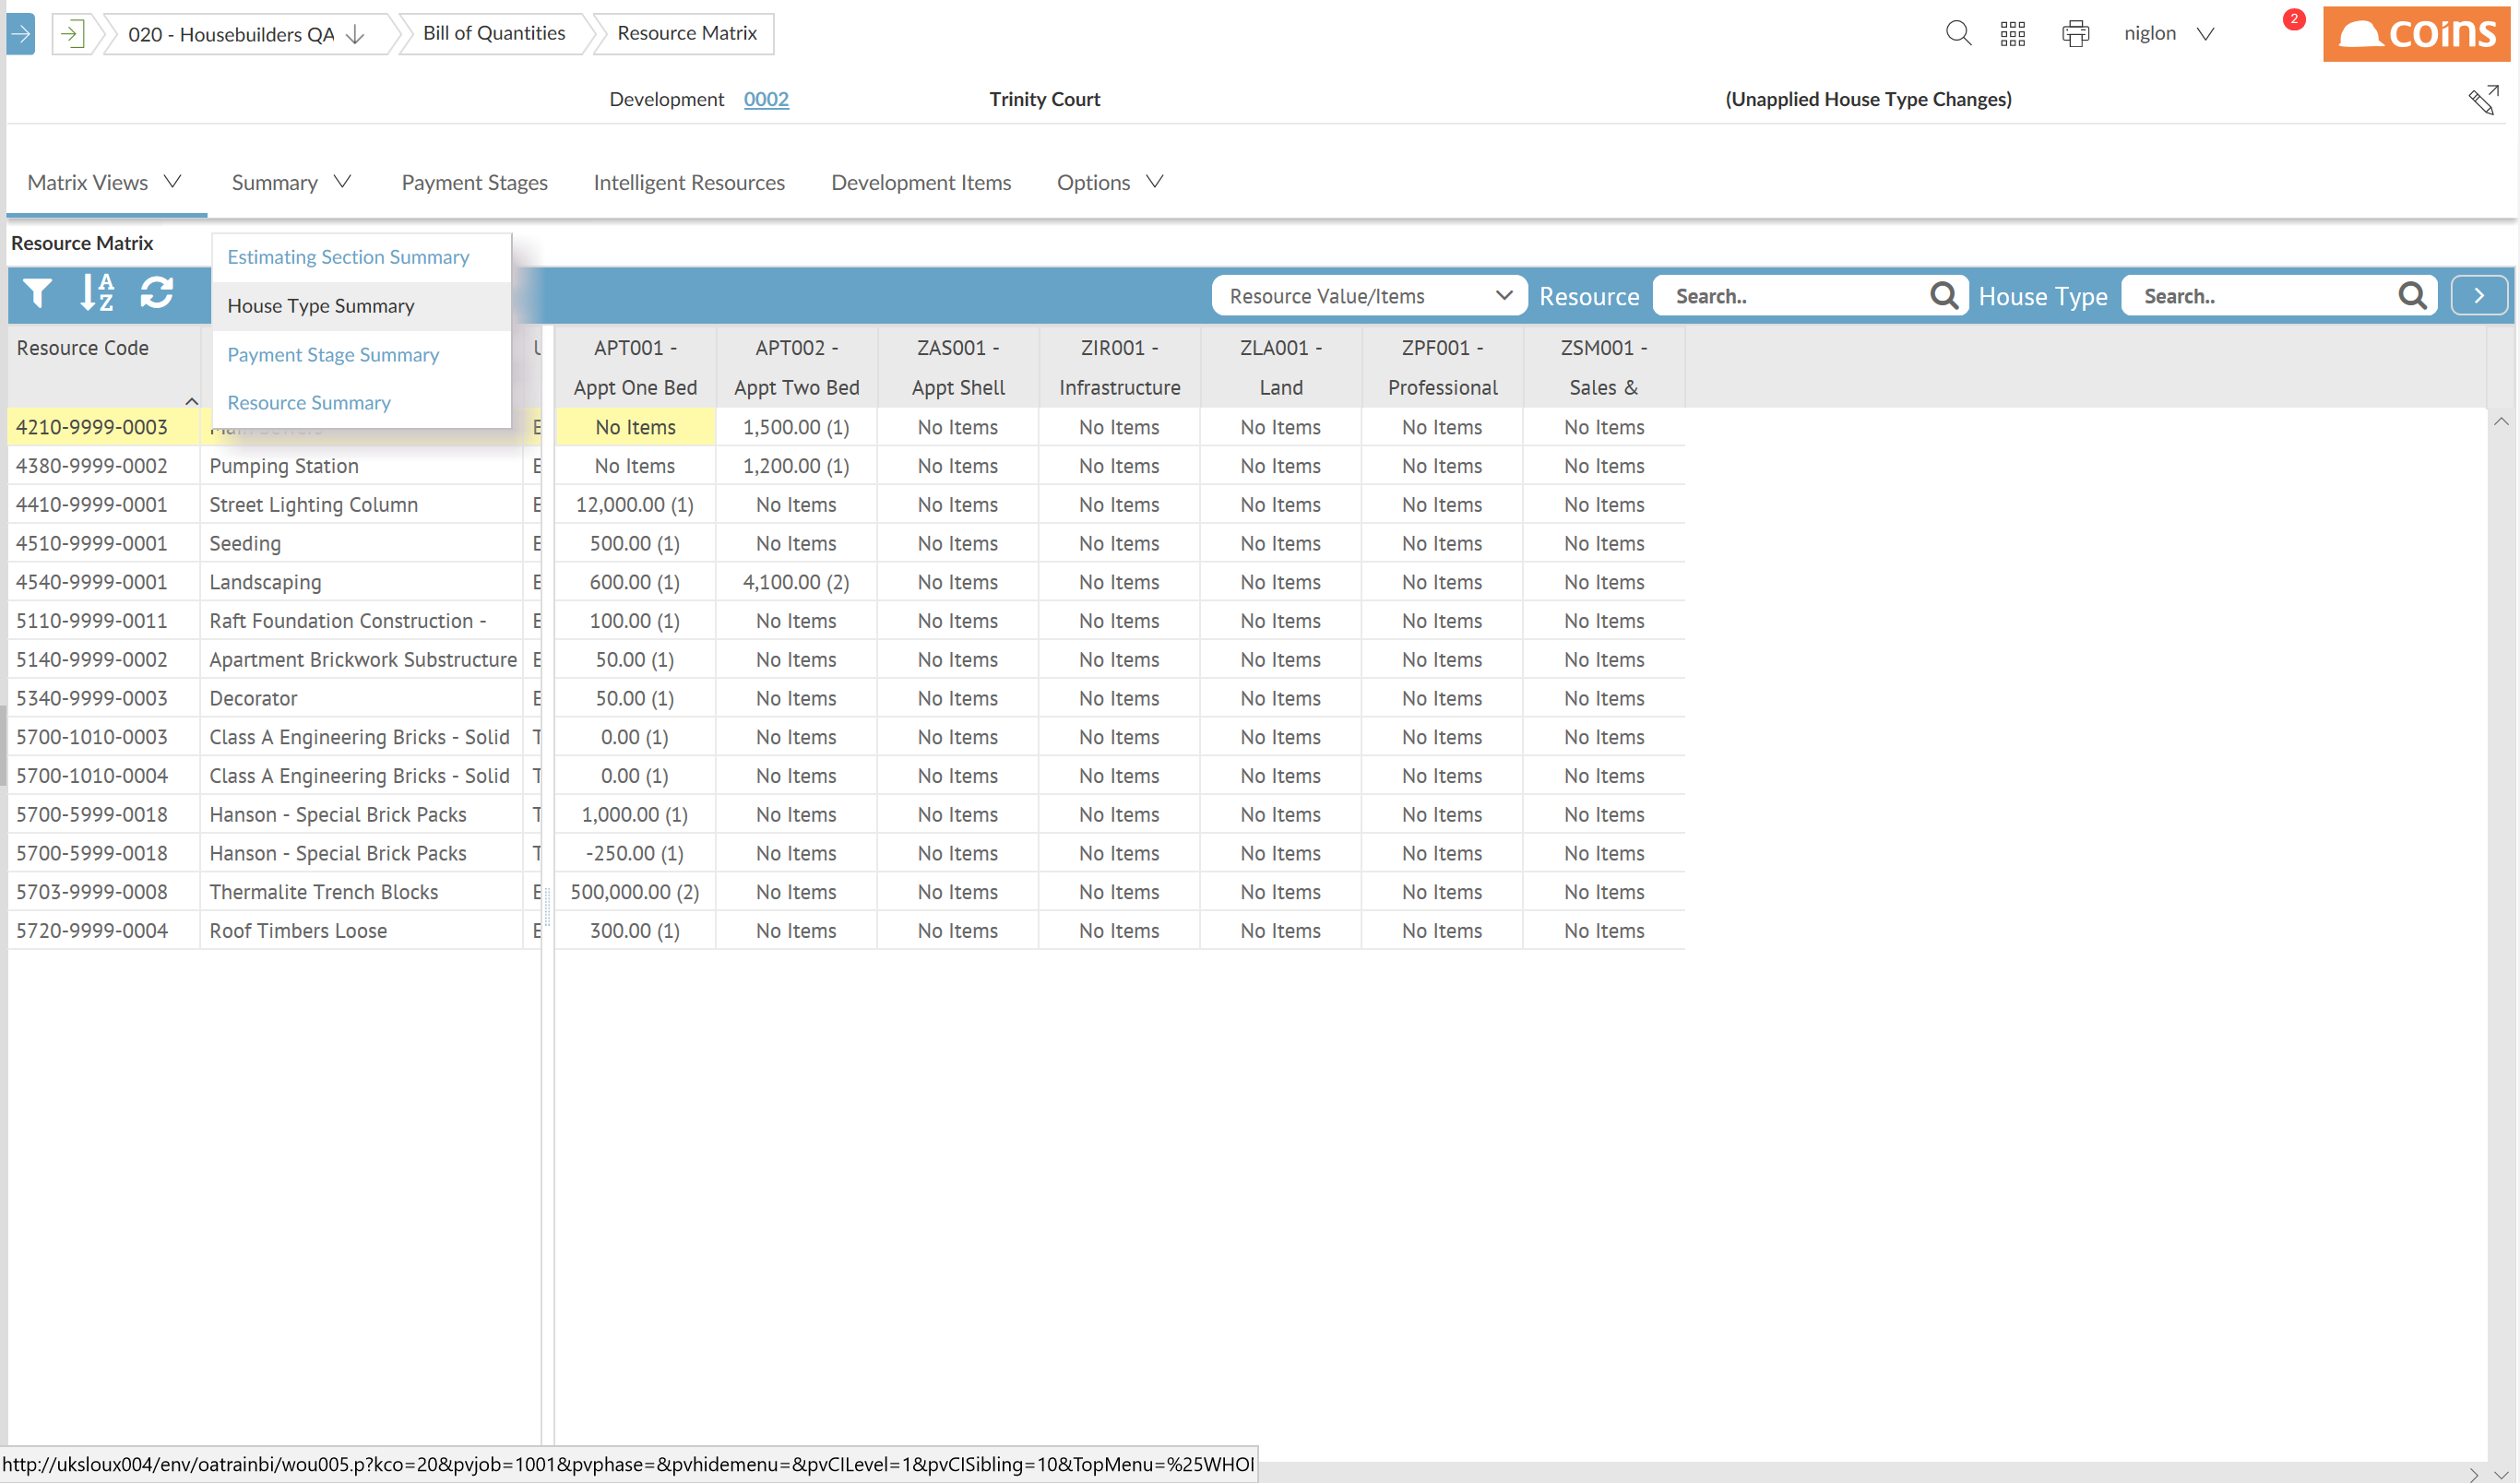 020 - Housebuilders QA Bill of Quantities Resource Matrix niglon 2 coins
Development 0002 Trinity Court (Unapplied House Type Changes)
Matrix Views Summary Payment Stages Intelligent Resources Development Items Options
Resource Matrix
Estimating Section Summary
House Type Summary
Payment Stage Summary
Resource Summary
Resource Value/Items Resource Search.. House Type Search..
Resource Code APT001 - APT002 - ZAS001 - ZIR001 - ZLA001 - ZPF001 - ZSM001 -
Appt One Bed Appt Two Bed Appt Shell Infrastructure Land Professional Sales &
4210-9999-0003 E No Items 1,500.00 (1) No Items No Items No Items No Items No Items
4380-9999-0002 Pumping Station E No Items 1,200.00 (1) No Items No Items No Items No Items No Items
4410-9999-0001 Street Lighting Column E 12,000.00 (1) No Items No Items No Items No Items No Items No Items
4510-9999-0001 Seeding E 500.00 (1) No Items No Items No Items No Items No Items No Items
4540-9999-0001 Landscaping E 600.00 (1) 4,100.00 (2) No Items No Items No Items No Items No Items
5110-9999-0011 Raft Foundation Construction - E 100.00 (1) No Items No Items No Items No Items No Items No Items
5140-9999-0002 Apartment Brickwork Substructure E 50.00 (1) No Items No Items No Items No Items No Items No Items
5340-9999-0003 Decorator E 50.00 (1) No Items No Items No Items No Items No Items No Items
5700-1010-0003 Class A Engineering Bricks - Solid T 0.00 (1) No Items No Items No Items No Items No Items No Items
5700-1010-0004 Class A Engineering Bricks - Solid T 0.00 (1) No Items No Items No Items No Items No Items No Items
5700-5999-0018 Hanson - Special Brick Packs T 1,000.00 (1) No Items No Items No Items No Items No Items No Items
5700-5999-0018 Hanson - Special Brick Packs T -250.00 (1) No Items No Items No Items No Items No Items No Items
5703-9999-0008 Thermalite Trench Blocks E 500,000.00 (2) No Items No Items No Items No Items No Items No Items
5720-9999-0004 Roof Timbers Loose E 300.00 (1) No Items No Items No Items No Items No Items No Items
http://uksloux004/env/oatrainbi/wou005.p?kco=20&pvjob=1001&pvphase=&pvhidemenu=&pvCILevel=1&pvCISibling=10&TopMenu=%25WHOI